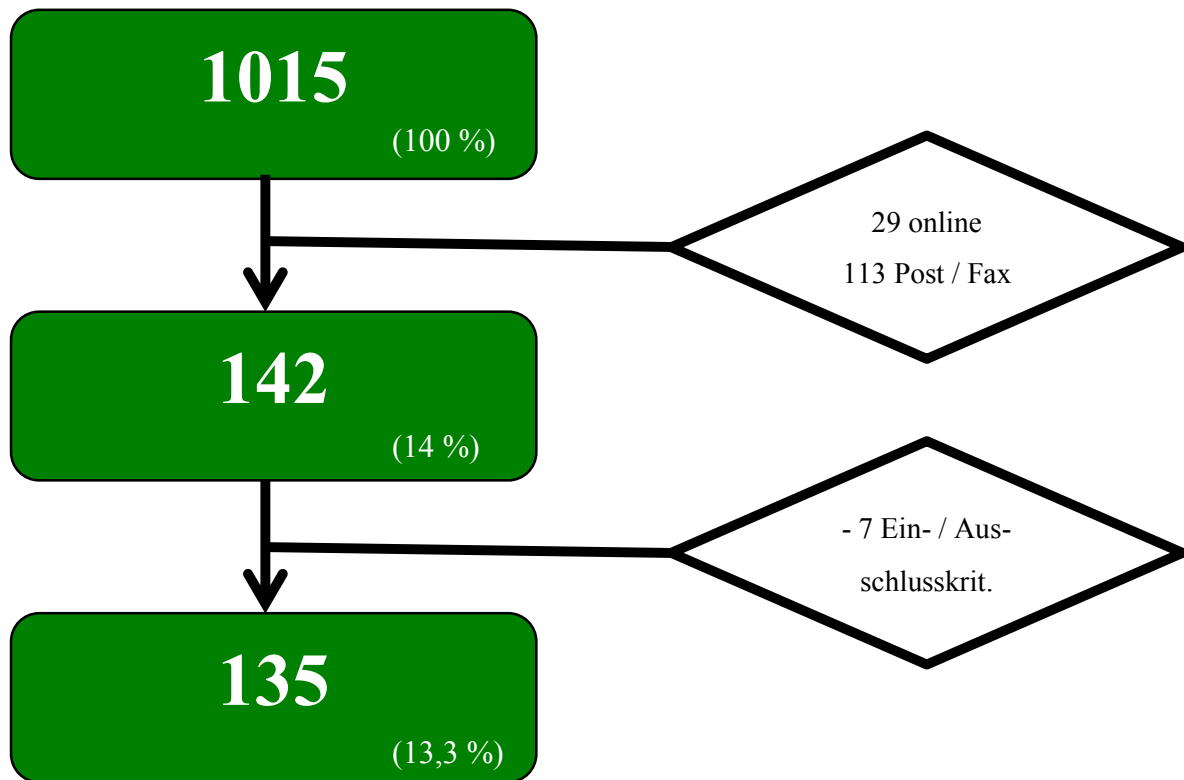 1015
(100 %)
29 online
113 Post / Fax
142
(14 %)
- 7 Ein- / Aus-
schlusskrit.
135
(13,3 %)